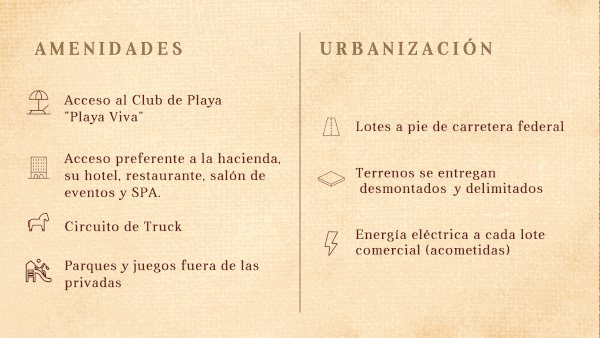 AMENIDADES
Acceso al Club de Playa
"Playa Viva"
Acceso preferente a la hacienda,
su hotel, restaurante, salón de
eventos y SPA.
Circuito de Truck
Parques y juegos fuera de las
privadas
URBANIZACIÓN
Lotes a pie de carretera federal
Terrenos se entregan
desmontados y delimitados
Energía eléctrica a cada lote
comercial (acometidas)